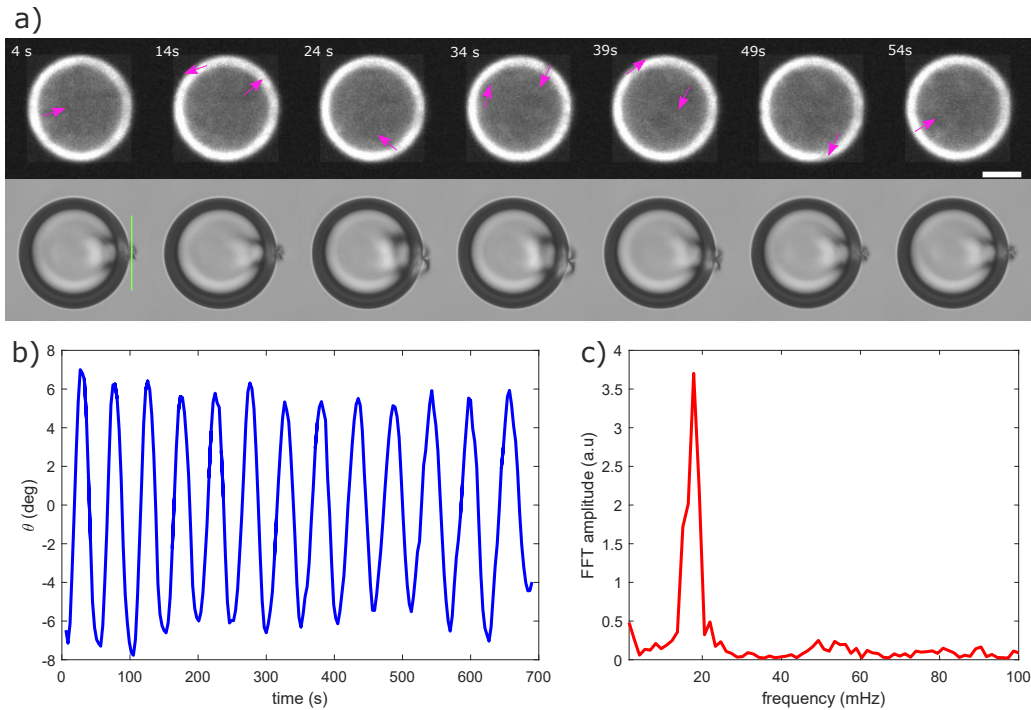 a)
4 s 14s 24 s 34 s 39s 49s 54s
b)
8
6
4
2
0
-2
-4
-6
-8
θ (deg)
0 100 200 300 400 500 600 700
time (s)
c)
4
3.5
3
2.5
2
1.5
1
0.5
0
FFT amplitude (a.u)
20 40 60 80 100
frequency (mHz)